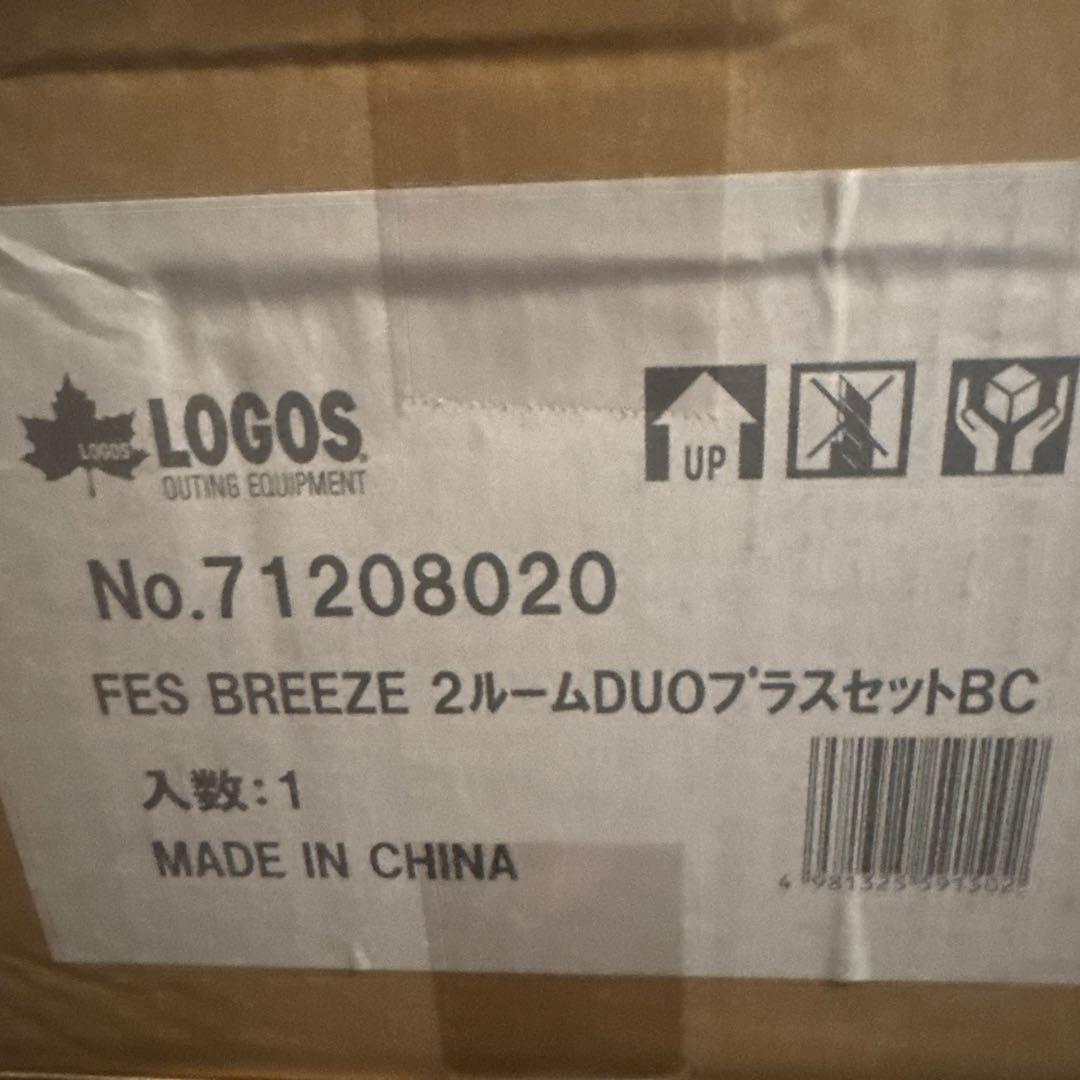 LOGOS
LOGOS
OUTING EQUIPMENT
UP
No.71208020
FES BREEZE 2ルームDUOプラスセットBC
入数:1
MADE IN CHINA